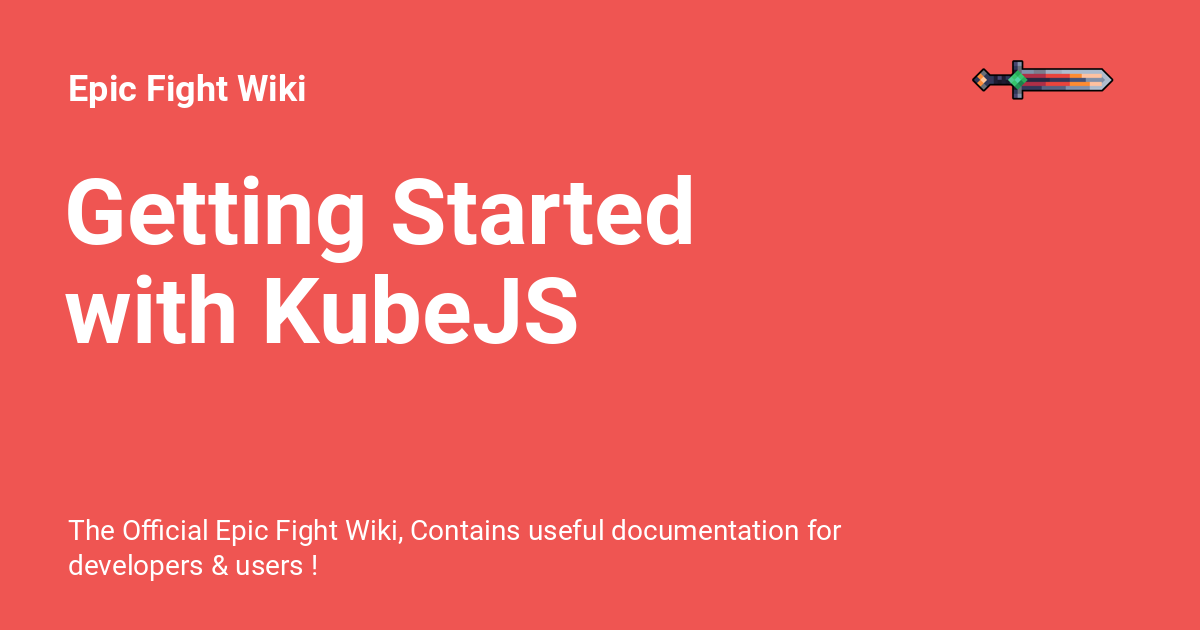 Epic Fight Wiki
Getting Started
with KubeJS
The Official Epic Fight Wiki, Contains useful documentation for
developers & users !